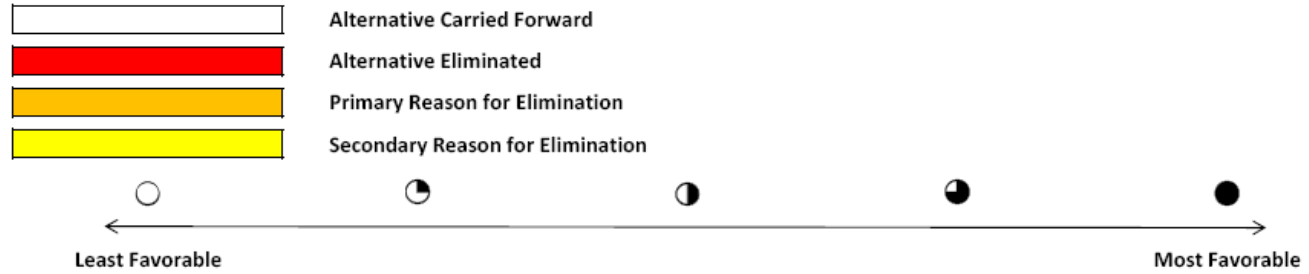 Alternative Carried Forward
Alternative Eliminated
Primary Reason for Elimination
Secondary Reason for Elimination
Least Favorable Most Favorable